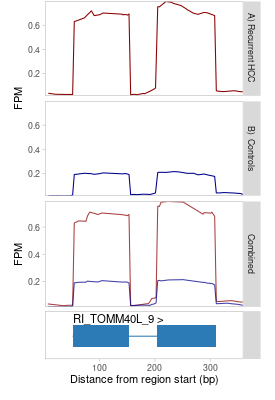 0.6
0.4
0.2
A) Recurrent HCC
FPM
0.6
0.4
0.2
B) Controls
0.6
0.4
0.2
Combined
FPM
RI_TOMM40L_9 >
100
200
300
Distance from region start (bp)